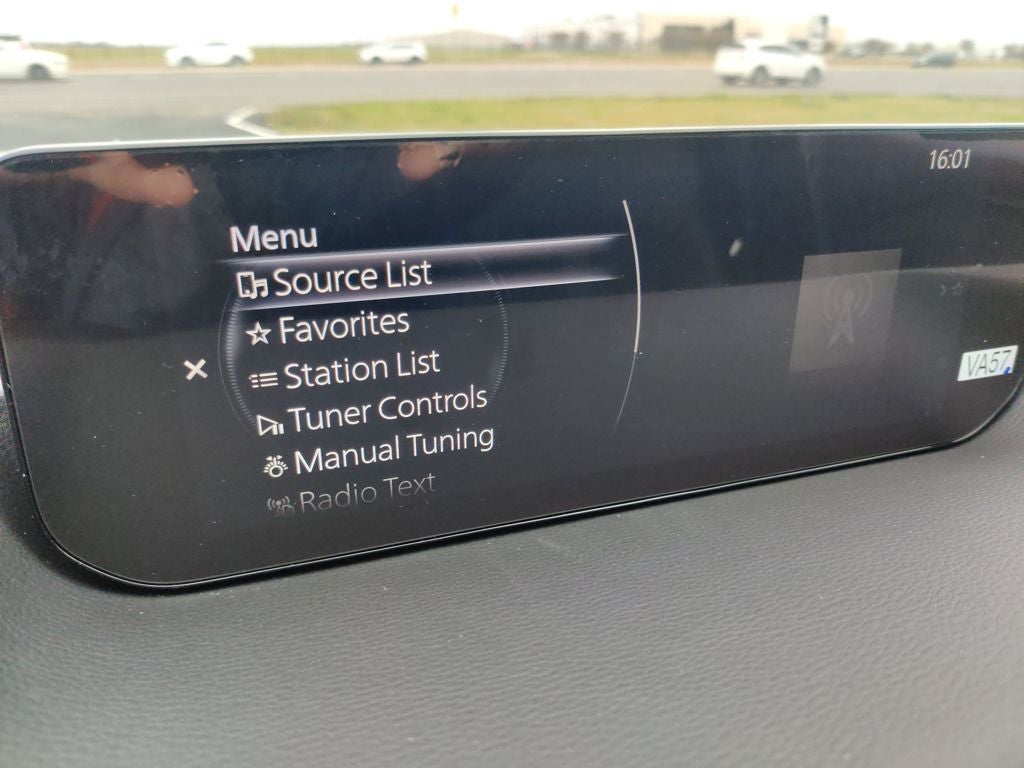 16:01
Menu
Source List
Favorites
Station List
Tuner Controls
Manual Tuning
Radio Text
VA57